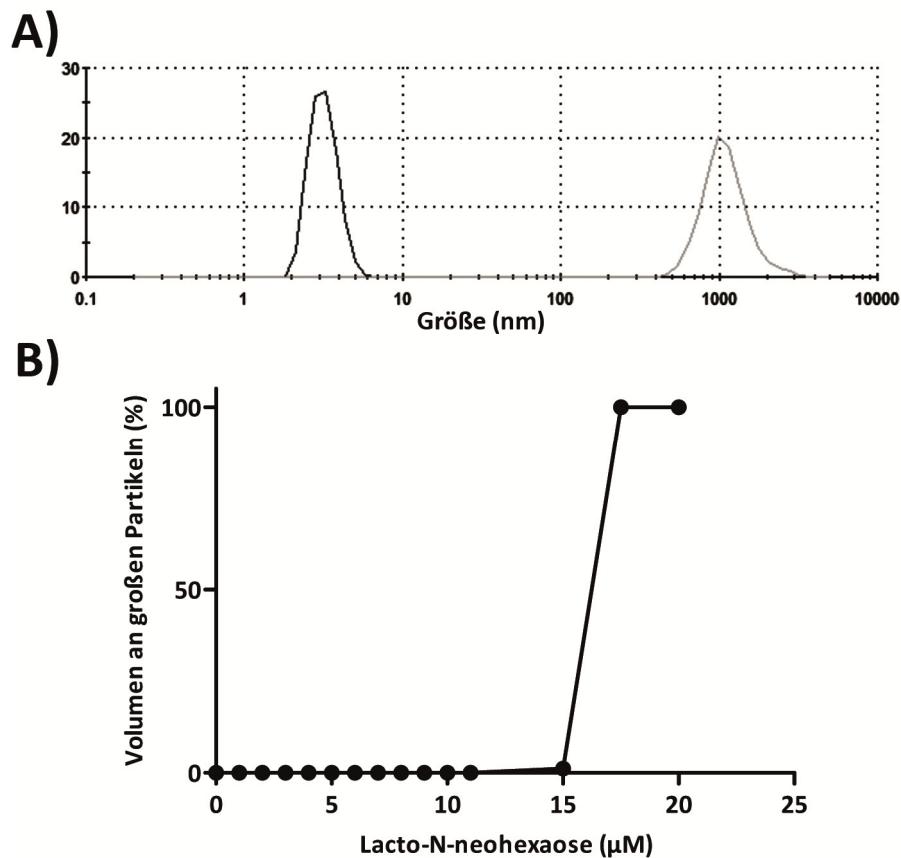 A)
30
20
10
0
0.1 1 10 100 1000 10000
Größe (nm)
B)
Volumen an großen Partikeln (%)
100
50
0
0 5 10 15 20 25
Lacto-N-neohexaose (µM)